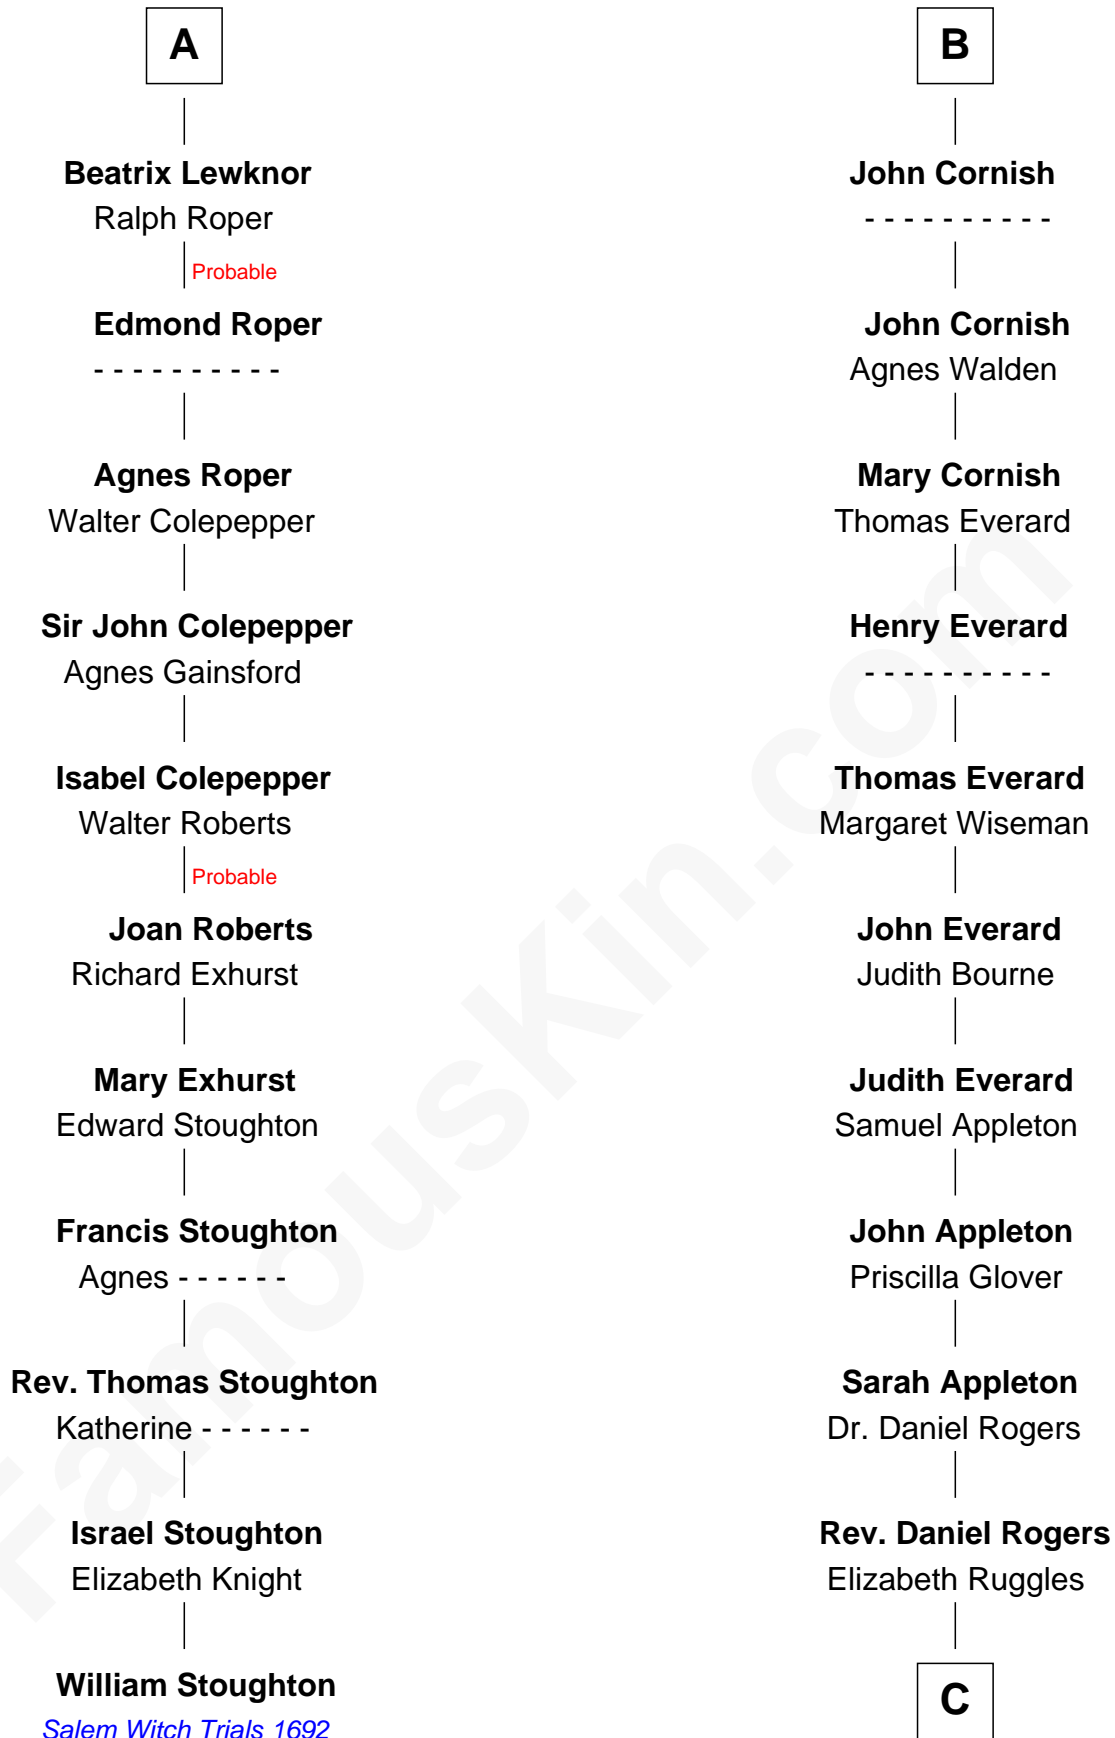 A
Beatrix Lewknor
Ralph Roper
Probable
Edmond Roper
- - - - - - - - - -
Agnes Roper
Walter Colepepper
Sir John Colepepper
Agnes Gainsford
Isabel Colepepper
Walter Roberts
Probable
Joan Roberts
Richard Exhurst
Mary Exhurst
Edward Stoughton
Francis Stoughton
Agnes - - - - - -
Rev. Thomas Stoughton
Katherine - - - - - -
Israel Stoughton
Elizabeth Knight
William Stoughton
Salem Witch Trials 1692
B
John Cornish
- - - - - - - - - -
John Cornish
Agnes Walden
Mary Cornish
Thomas Everard
Henry Everard
- - - - - - - - - -
Thomas Everard
Margaret Wiseman
John Everard
Judith Bourne
Judith Everard
Samuel Appleton
John Appleton
Priscilla Glover
Sarah Appleton
Dr. Daniel Rogers
Rev. Daniel Rogers
Elizabeth Ruggles
C
FamousKin.com